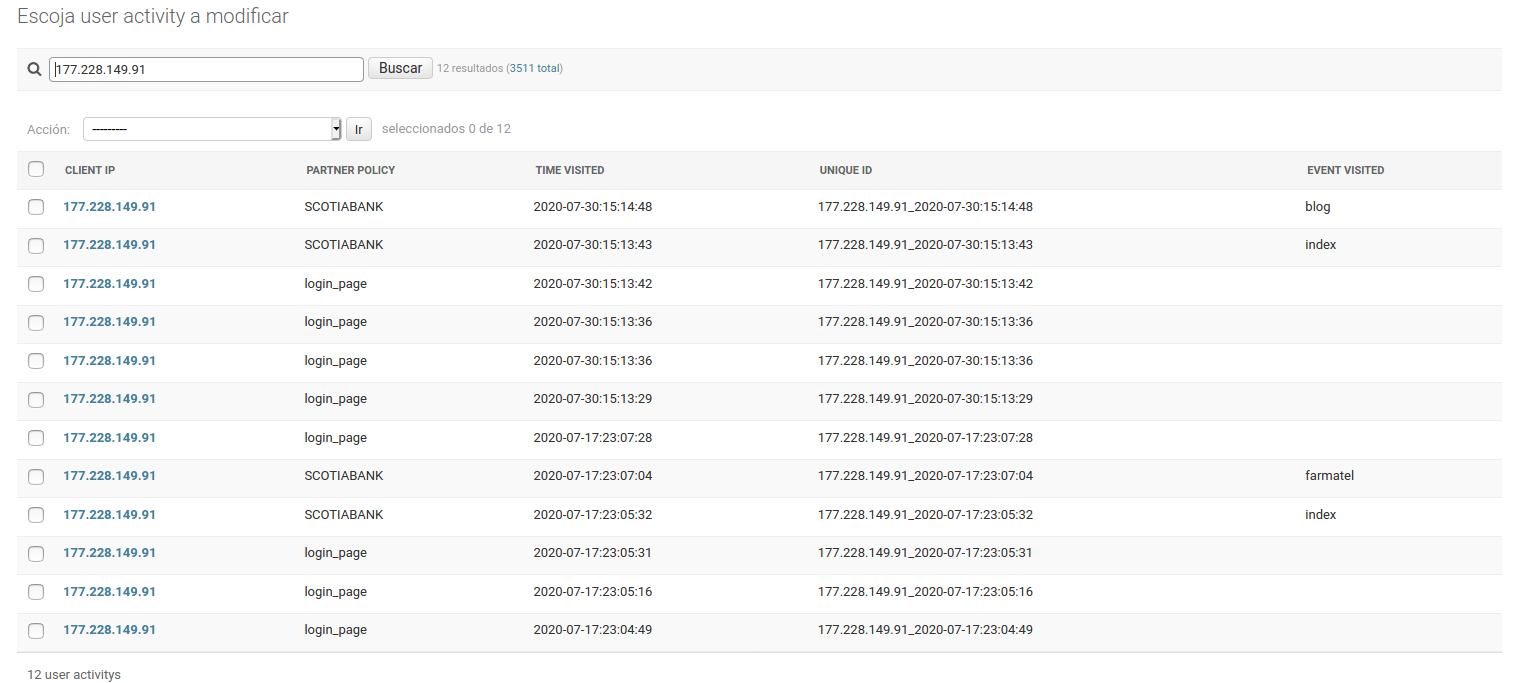 Escoja user activity a modificar
177.228.149.91 Buscar 12 resultados (3511 total)
Acción: --------- Ir seleccionados 0 de 12
CLIENT IP PARTNER POLICY TIME VISITED UNIQUE ID EVENT VISITED
177.228.149.91 SCOTIABANK 2020-07-30:15:14:48 177.228.149.91_2020-07-30:15:14:48 blog
177.228.149.91 SCOTIABANK 2020-07-30:15:13:43 177.228.149.91_2020-07-30:15:13:43 index
177.228.149.91 login_page 2020-07-30:15:13:42 177.228.149.91_2020-07-30:15:13:42
177.228.149.91 login_page 2020-07-30:15:13:36 177.228.149.91_2020-07-30:15:13:36
177.228.149.91 login_page 2020-07-30:15:13:36 177.228.149.91_2020-07-30:15:13:36
177.228.149.91 login_page 2020-07-30:15:13:29 177.228.149.91_2020-07-30:15:13:29
177.228.149.91 login_page 2020-07-17:23:07:28 177.228.149.91_2020-07-17:23:07:28
177.228.149.91 SCOTIABANK 2020-07-17:23:07:04 177.228.149.91_2020-07-17:23:07:04 farmatel
177.228.149.91 SCOTIABANK 2020-07-17:23:05:32 177.228.149.91_2020-07-17:23:05:32 index
177.228.149.91 login_page 2020-07-17:23:05:31 177.228.149.91_2020-07-17:23:05:31
177.228.149.91 login_page 2020-07-17:23:05:16 177.228.149.91_2020-07-17:23:05:16
177.228.149.91 login_page 2020-07-17:23:04:49 177.228.149.91_2020-07-17:23:04:49
12 user activitys